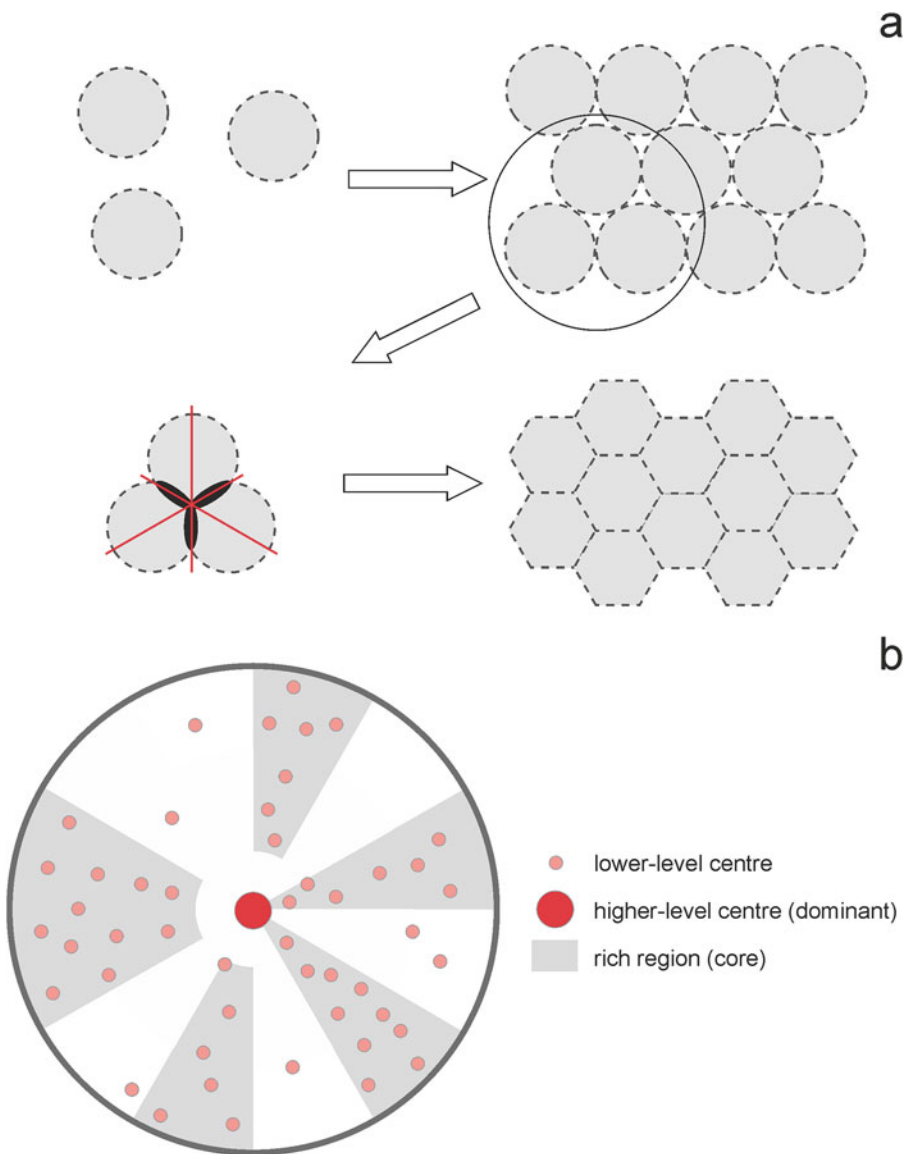 a
b
lower-level centre
higher-level centre (dominant)
rich region (core)